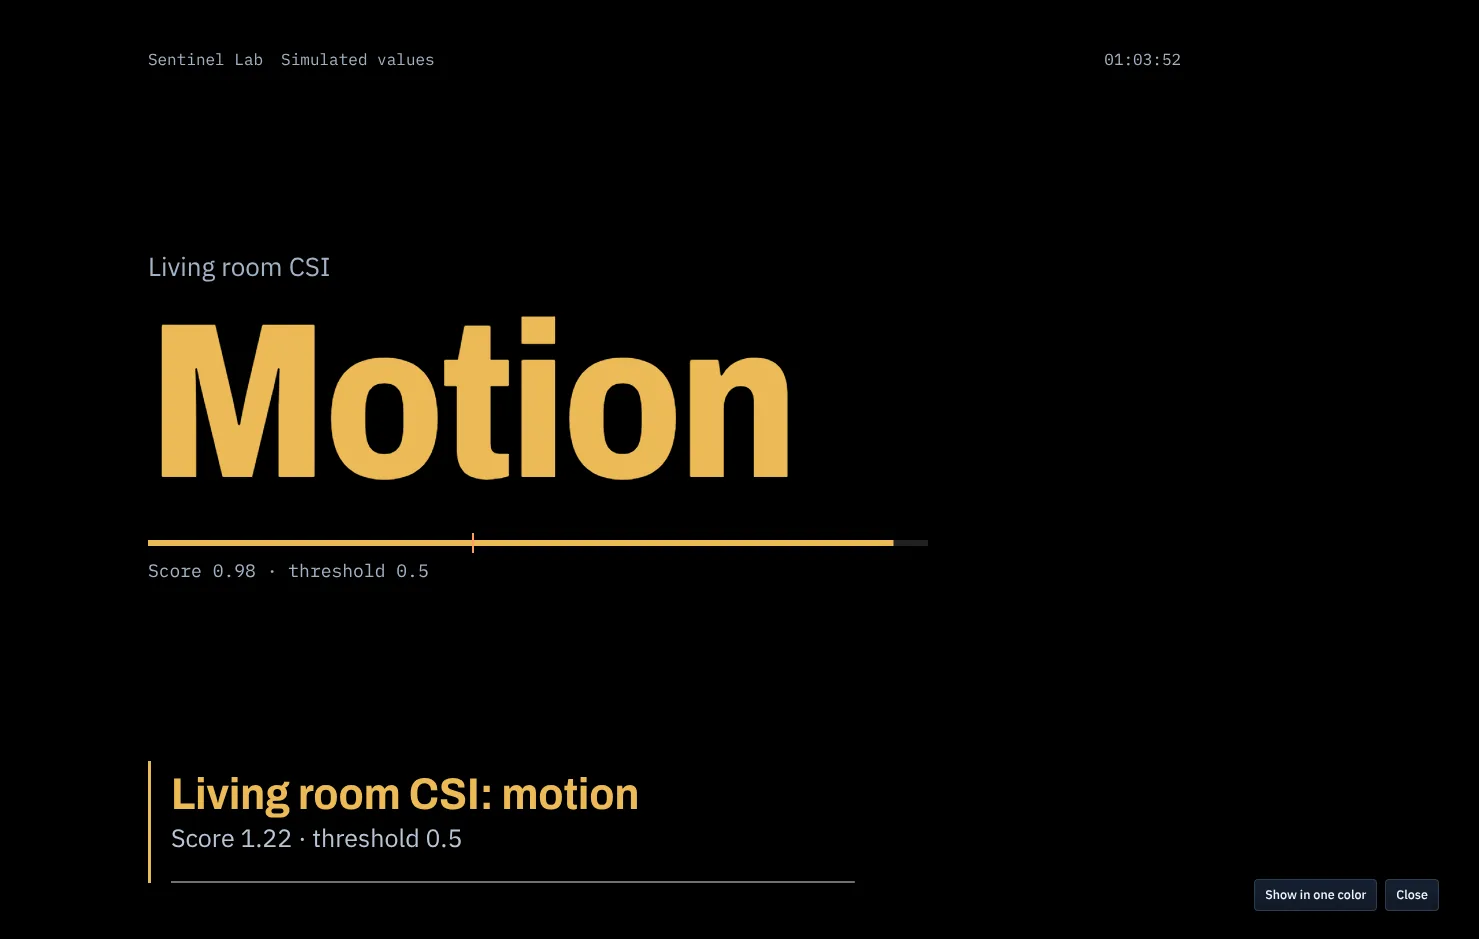 Sentinel Lab  Simulated values  01:03:52
Living room CSI
Motion
Score 0.98 · threshold 0.5
Living room CSI: motion
Score 1.22 · threshold 0.5
Show in one color  Close